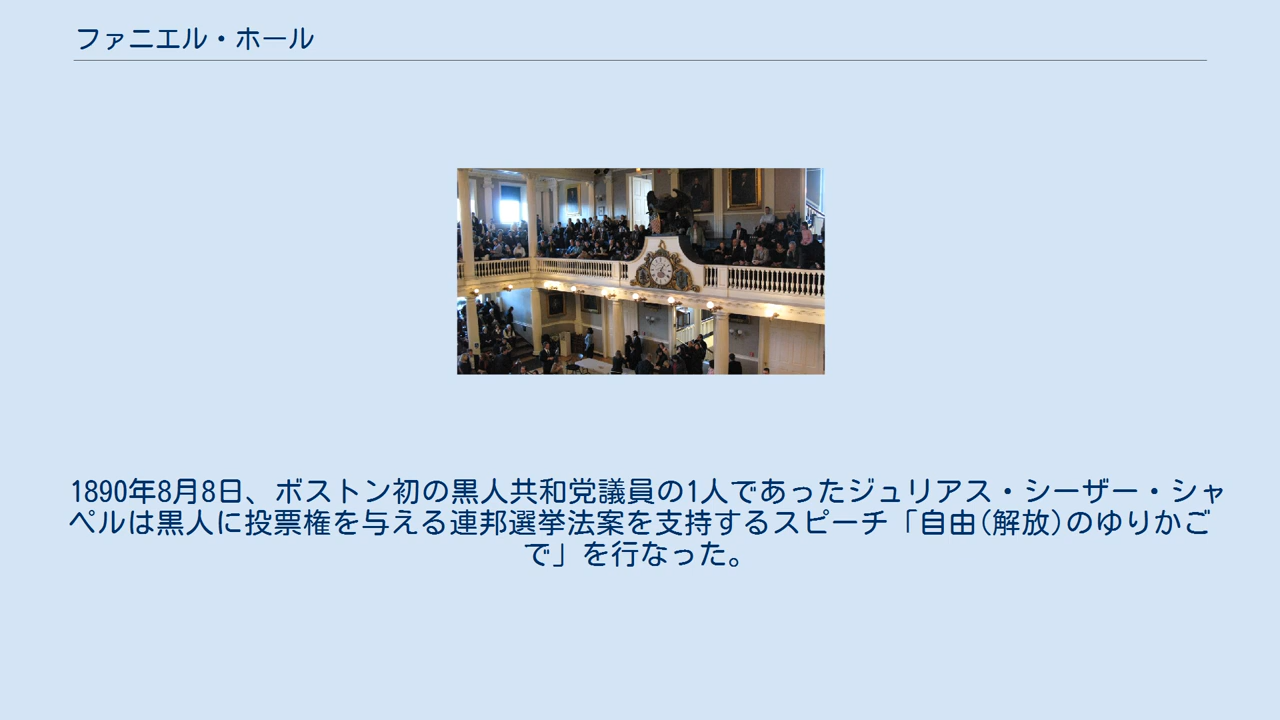 ファニエル・ホール
1890年8月8日、ボストン初の黒人共和党議員の1人であったジュリアス・シーザー・シャ
ペルは黒人に投票権を与える連邦選挙法案を支持するスピーチ「自由(解放)のゆりかご
で」を行なった。